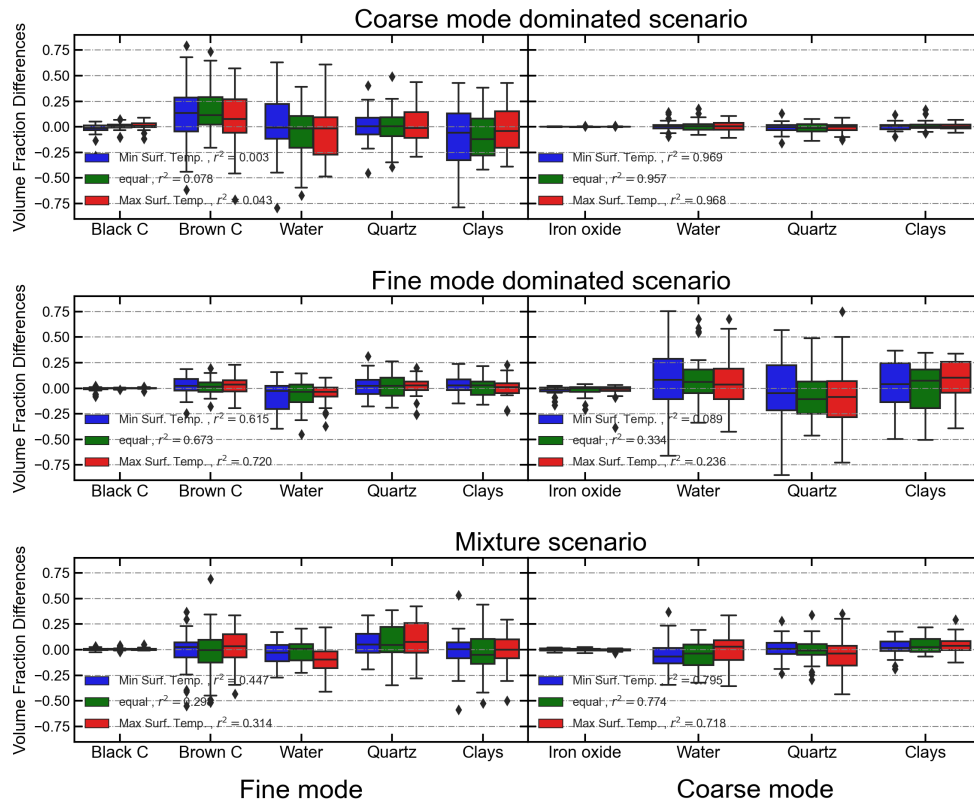 Coarse mode dominated scenario
Volume Fraction Differences
0.75
0.50
0.25
0.00
−0.25
−0.50
−0.75
Min Surf. Temp. , r² = 0.003
equal , r² = 0.078
Max Surf. Temp. , r² = 0.043
Min Surf. Temp. , r² = 0.969
equal , r² = 0.957
Max Surf. Temp. , r² = 0.968
Black C Brown C Water Quartz Clays Iron oxide Water Quartz Clays
Fine mode dominated scenario
Volume Fraction Differences
0.75
0.50
0.25
0.00
−0.25
−0.50
−0.75
Min Surf. Temp. , r² = 0.615
equal , r² = 0.673
Max Surf. Temp. , r² = 0.720
Min Surf. Temp. , r² = 0.089
equal , r² = 0.334
Max Surf. Temp. , r² = 0.236
Black C Brown C Water Quartz Clays Iron oxide Water Quartz Clays
Mixture scenario
Volume Fraction Differences
0.75
0.50
0.25
0.00
−0.25
−0.50
−0.75
Min Surf. Temp. , r² = 0.447
equal , r²
Max Surf. Temp. , r² = 0.314
Min Surf. Temp. , r² = 0.795
equal , r² = 0.774
Max Surf. Temp. , r² = 0.718
Black C Brown C Water Quartz Clays Iron oxide Water Quartz Clays
Fine mode Coarse mode